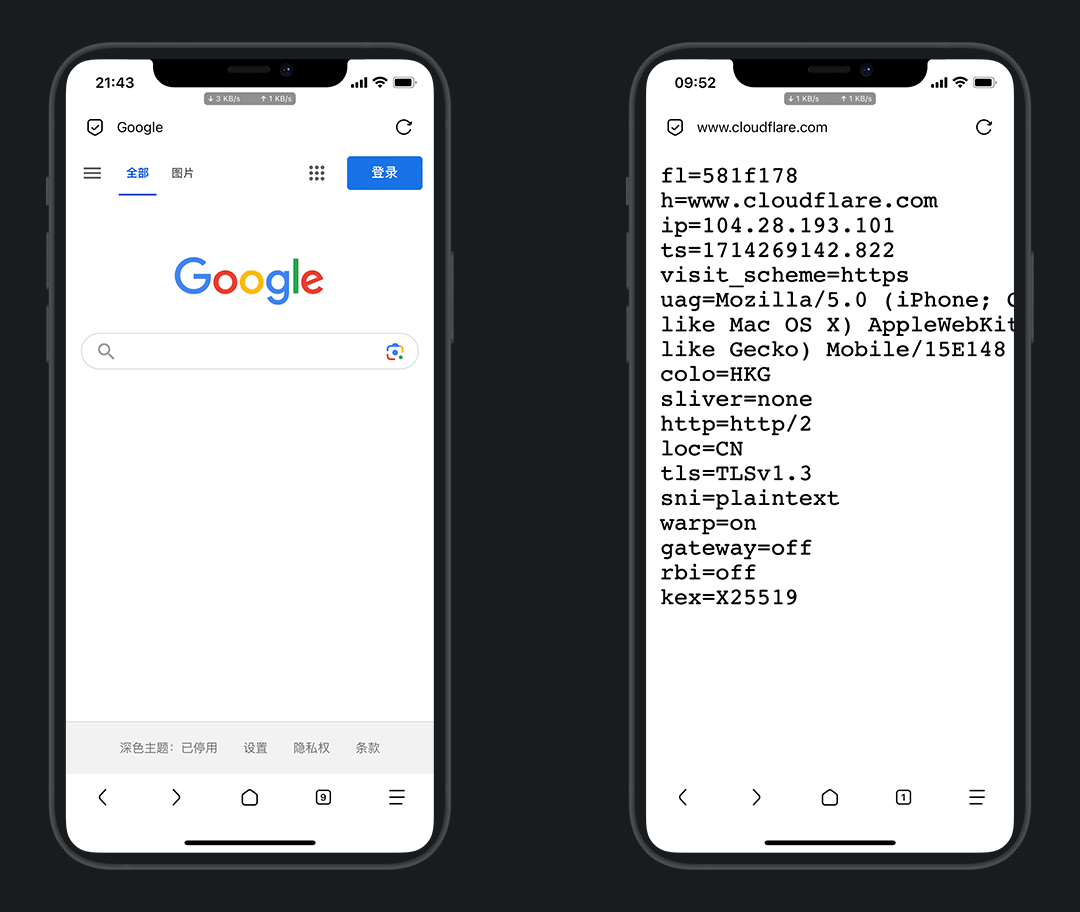 21:43
↓ 3 KB/s ↑ 1 KB/s
Google
全部 图片 登录
Google
深色主题：已停用 设置 隐私权 条款
9
09:52
↓ 1 KB/s ↑ 1 KB/s
www.cloudflare.com
fl=581f178
h=www.cloudflare.com
ip=104.28.193.101
ts=1714269142.822
visit_scheme=https
uag=Mozilla/5.0 (iPhone; C
like Mac OS X) AppleWebKit
like Gecko) Mobile/15E148
colo=HKG
sliver=none
http=http/2
loc=CN
tls=TLSv1.3
sni=plaintext
warp=on
gateway=off
rbi=off
kex=X25519
1